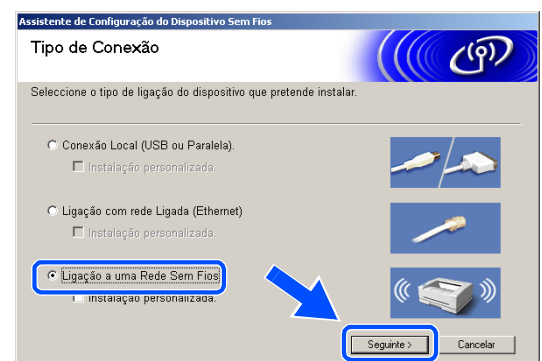 Assistente de Configuração do Dispositivo Sem Fios
Tipo de Conexão
Seleccione o tipo de ligação do dispositivo que pretende instalar.
Conexão Local (USB ou Paralela).
Instalação personalizada.
Ligação com rede Ligada (Ethernet)
Instalação personalizada.
Ligação a uma Rede Sem Fios
Instalação personalizada.
Seguinte >
Cancelar